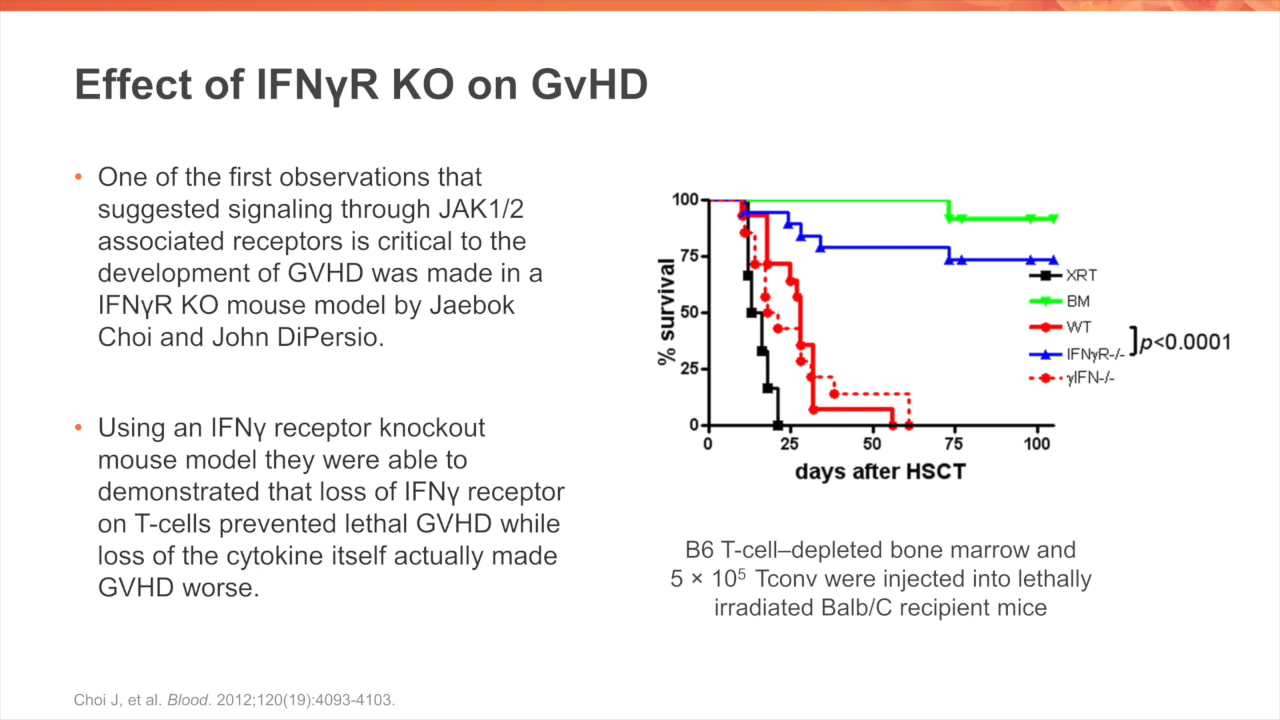 Effect of IFNγR KO on GvHD
• One of the first observations that
suggested signaling through JAK1/2
associated receptors is critical to the
development of GVHD was made in a
IFNγR KO mouse model by Jaebok
Choi and John DiPersio.
• Using an IFNγ receptor knockout
mouse model they were able to
demonstrated that loss of IFNγ receptor
on T-cells prevented lethal GVHD while
loss of the cytokine itself actually made
GVHD worse.
% survival
100
75
50
25
0
0 25 50 75 100
days after HSCT
XRT
BM
WT
IFNγR-/-
γIFN-/-
p<0.0001
B6 T-cell–depleted bone marrow and
5 × 10⁵ Tconv were injected into lethally
irradiated Balb/C recipient mice
Choi J, et al. Blood. 2012;120(19):4093-4103.